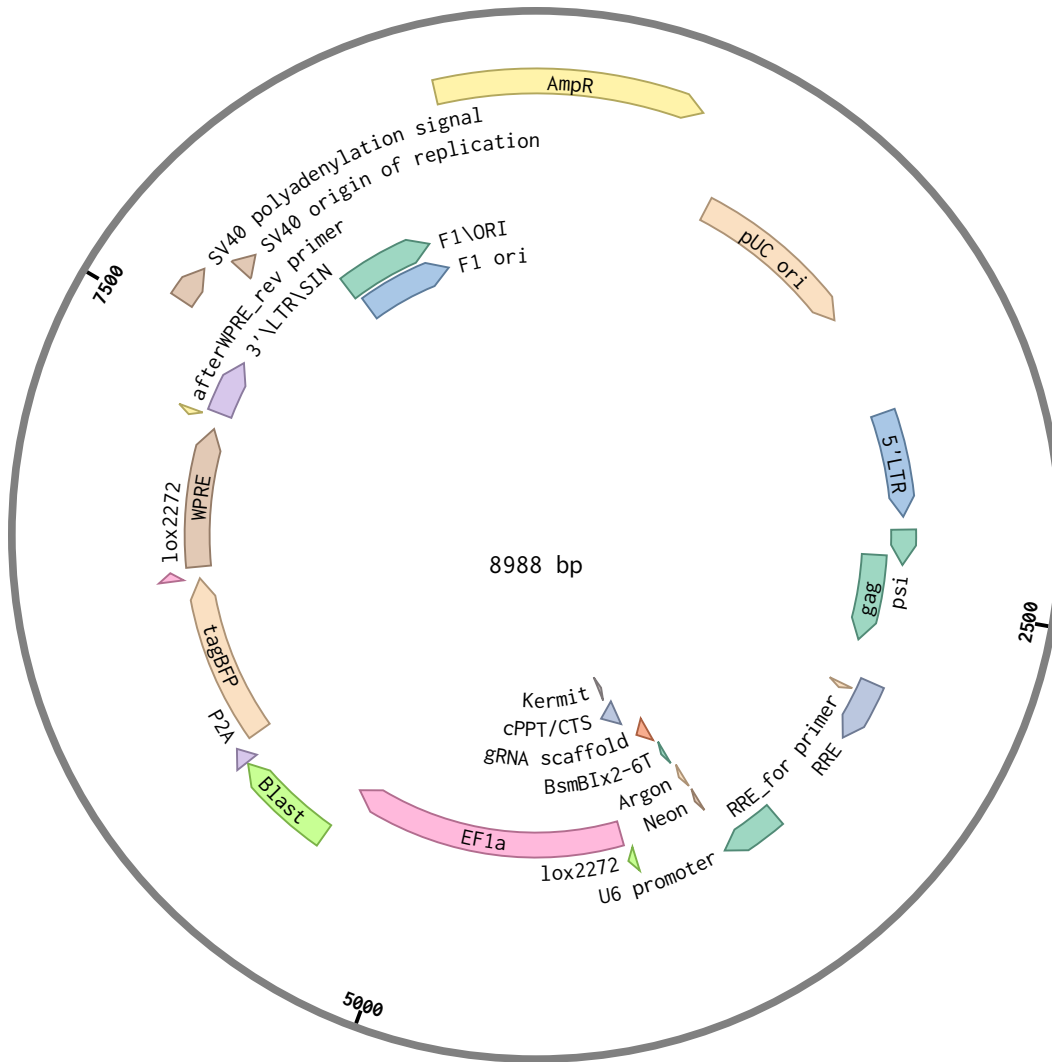 AmpR
SV40 polyadenylation signal
SV40 origin of replication
afterWPRE_rev primer
3'\LTR\SIN
F1\ORI
F1 ori
pUC ori
7500
5'LTR
psi
gag
2500
lox2272
WPRE
8988 bp
tagBFP
P2A
Blast
Kermit
cPPT/CTS
gRNA scaffold
BsmBIx2-6T
Argon
Neon
RRE_for primer
RRE
EF1a
lox2272
U6 promoter
5000